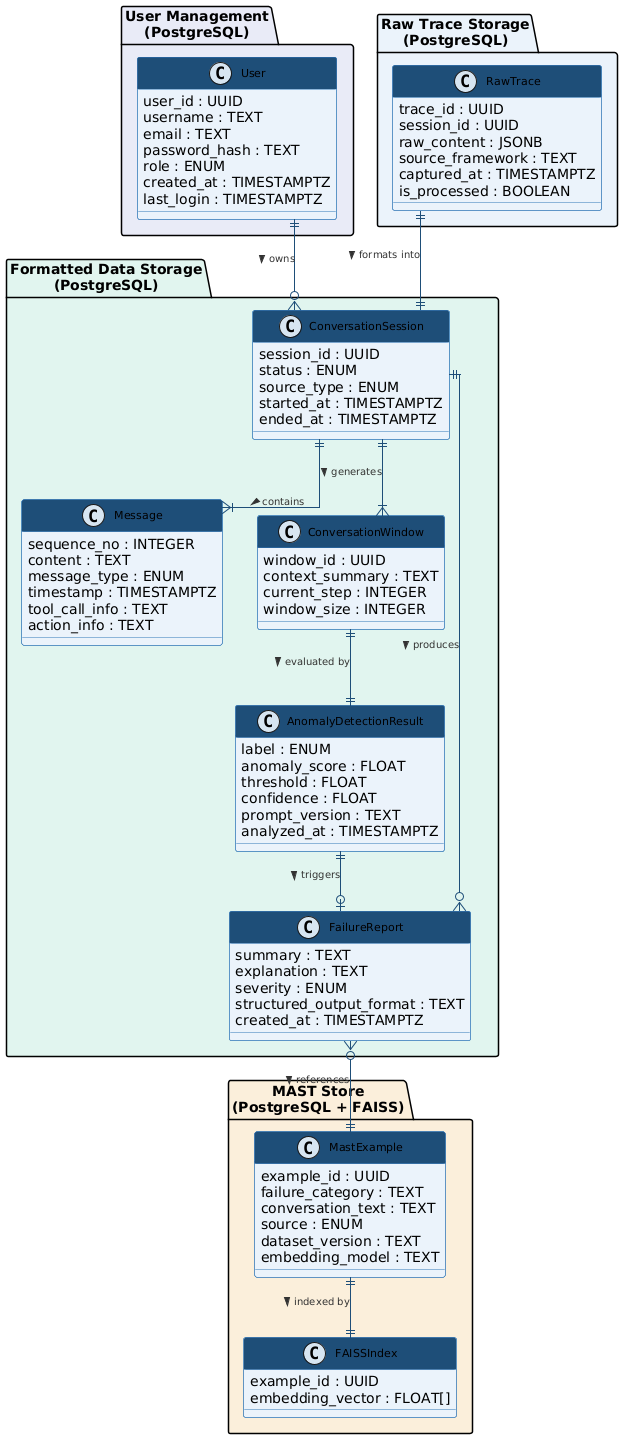 User Management
(PostgreSQL)
C User
user_id : UUID
username : TEXT
email : TEXT
password_hash : TEXT
role : ENUM
created_at : TIMESTAMPTZ
last_login : TIMESTAMPTZ
Raw Trace Storage
(PostgreSQL)
C RawTrace
trace_id : UUID
session_id : UUID
raw_content : JSONB
source_framework : TEXT
captured_at : TIMESTAMPTZ
is_processed : BOOLEAN
owns
formats into
Formatted Data Storage
(PostgreSQL)
C ConversationSession
session_id : UUID
status : ENUM
source_type : ENUM
started_at : TIMESTAMPTZ
ended_at : TIMESTAMPTZ
generates
contains
C Message
sequence_no : INTEGER
content : TEXT
message_type : ENUM
timestamp : TIMESTAMPTZ
tool_call_info : TEXT
action_info : TEXT
C ConversationWindow
window_id : UUID
context_summary : TEXT
current_step : INTEGER
window_size : INTEGER
evaluated by
produces
C AnomalyDetectionResult
label : ENUM
anomaly_score : FLOAT
threshold : FLOAT
confidence : FLOAT
prompt_version : TEXT
analyzed_at : TIMESTAMPTZ
triggers
C FailureReport
summary : TEXT
explanation : TEXT
severity : ENUM
structured_output_format : TEXT
created_at : TIMESTAMPTZ
references
MAST Store
(PostgreSQL + FAISS)
C MastExample
example_id : UUID
failure_category : TEXT
conversation_text : TEXT
source : ENUM
dataset_version : TEXT
embedding_model : TEXT
indexed by
C FAISSIndex
example_id : UUID
embedding_vector : FLOAT[]